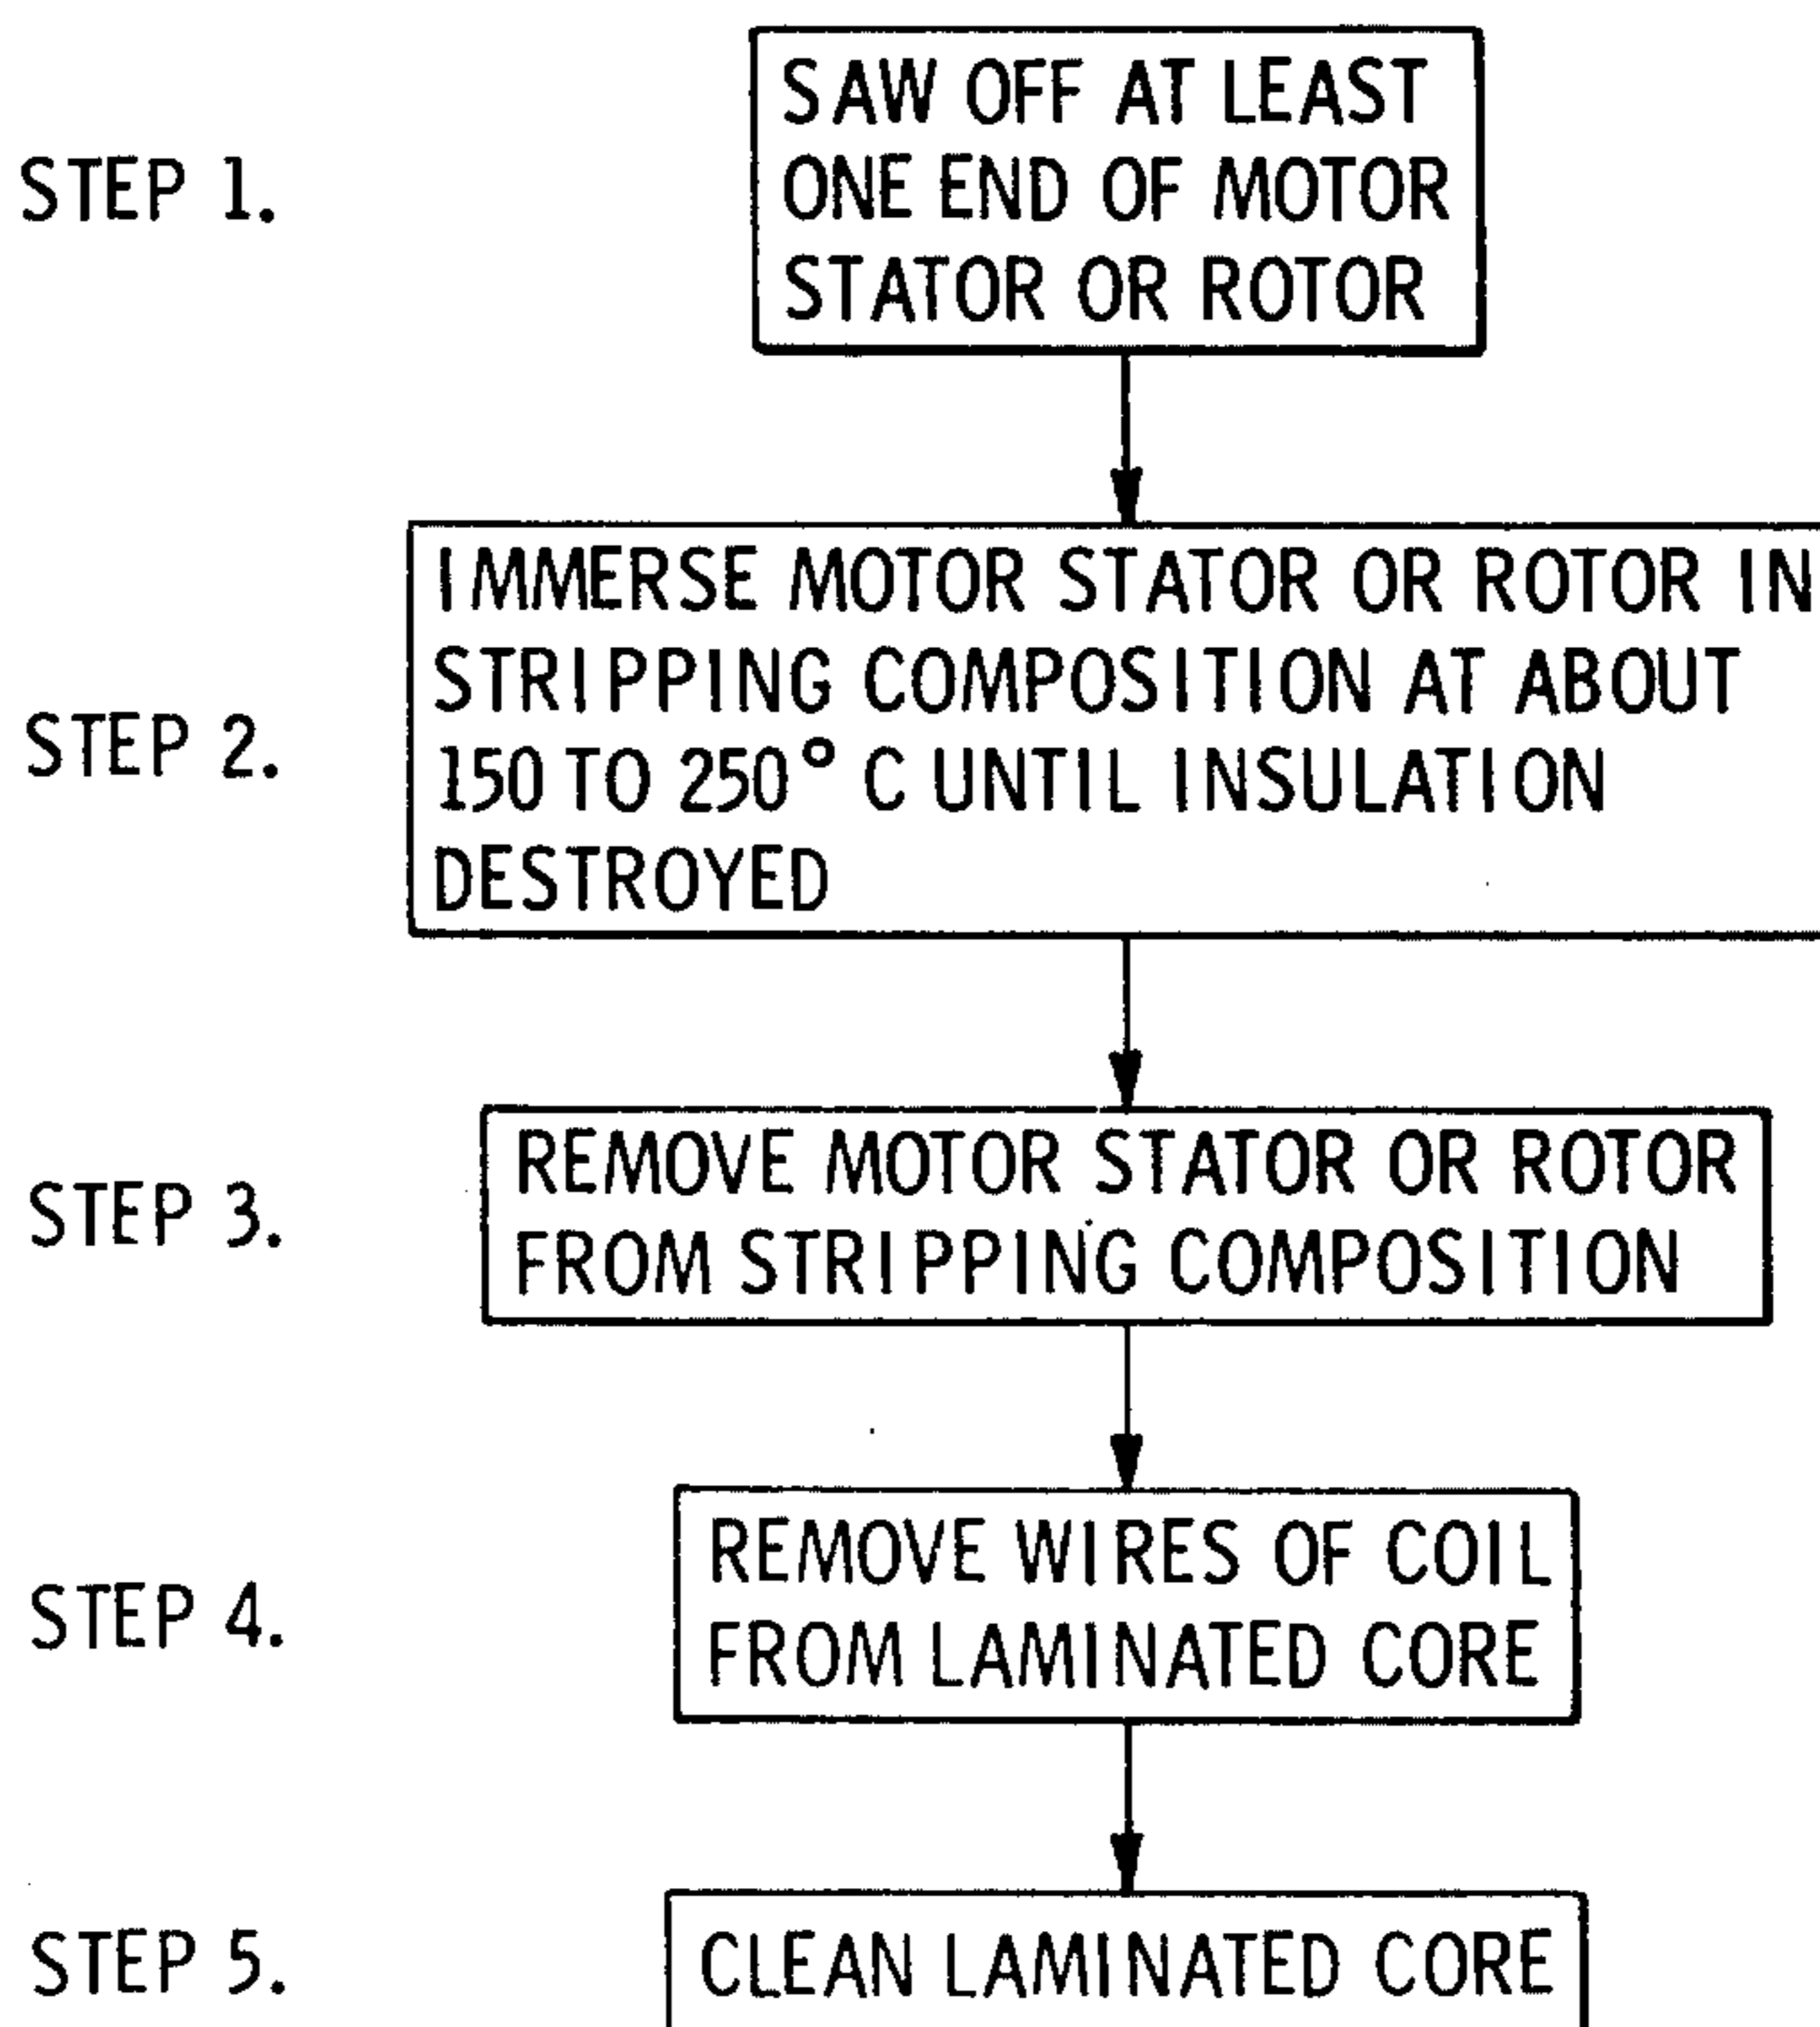 STEP 1.
SAW OFF AT LEAST
ONE END OF MOTOR
STATOR OR ROTOR
STEP 2.
IMMERSE MOTOR STATOR OR ROTOR IN
STRIPPING COMPOSITION AT ABOUT
150 TO 250° C UNTIL INSULATION
DESTROYED
STEP 3.
REMOVE MOTOR STATOR OR ROTOR
FROM STRIPPING COMPOSITION
STEP 4.
REMOVE WIRES OF COIL
FROM LAMINATED CORE
STEP 5.
CLEAN LAMINATED CORE